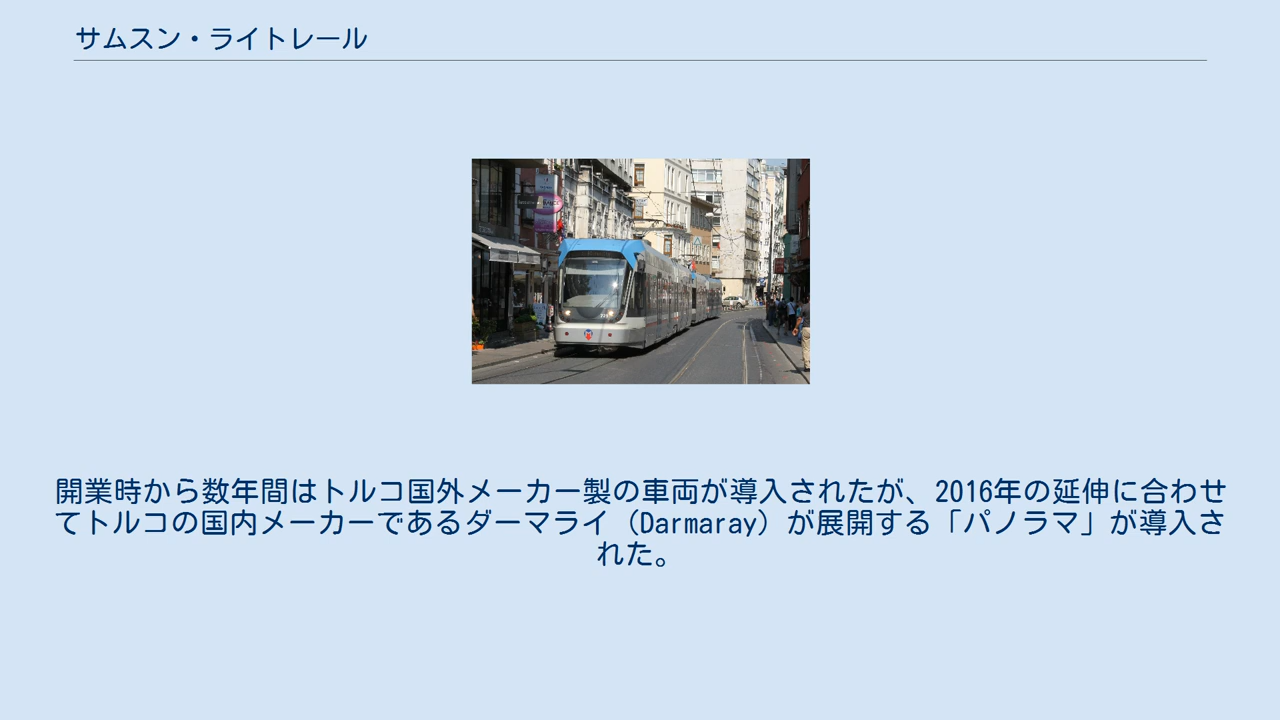 サムスン・ライトレール
開業時から数年間はトルコ国外メーカー製の車両が導入されたが、2016年の延伸に合わせ
てトルコの国内メーカーであるダーマライ（Darmaray）が展開する「パノラマ」が導入さ
れた。